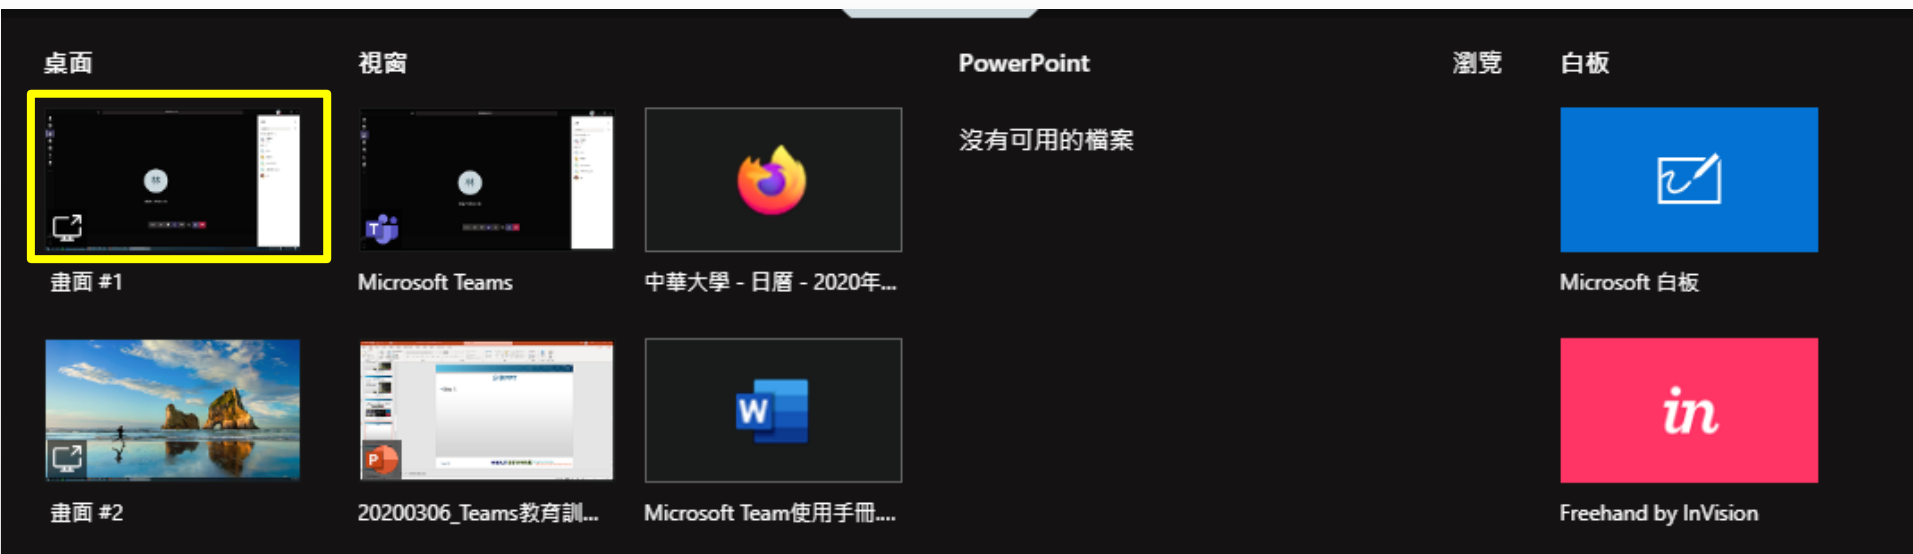 桌面
視窗
PowerPoint
瀏覽
白板
沒有可用的檔案
林
林
畫面 #1
Microsoft Teams
中華大學 - 日曆 - 2020年...
Microsoft 白板
W
P
in
畫面 #2
20200306_Teams教育訓...
Microsoft Team使用手冊....
Freehand by InVision